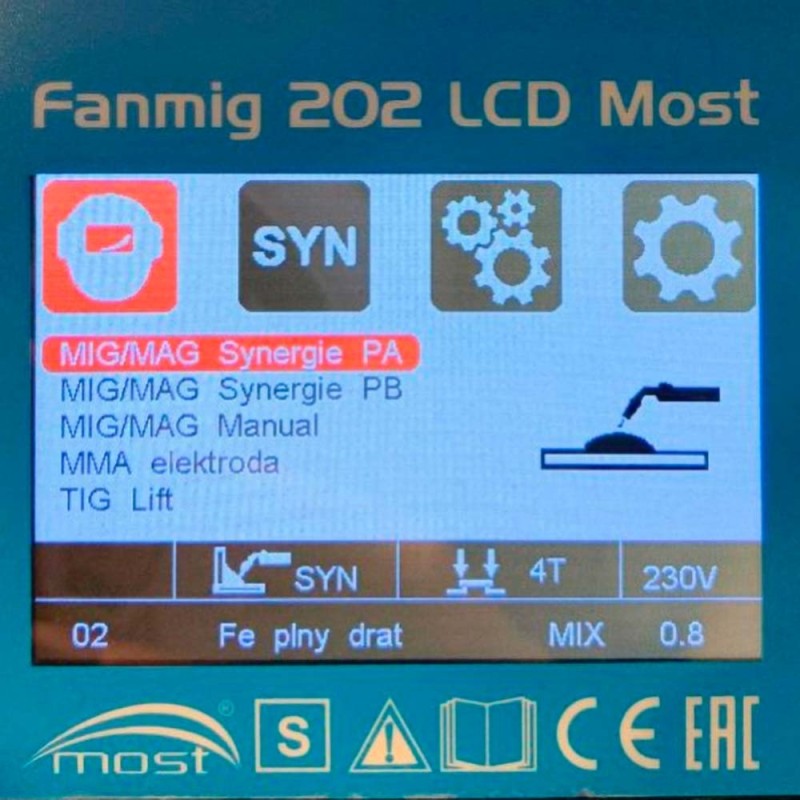 Fanmig 202 LCD Most
SYN
MIG/MAG Synergie PA
MIG/MAG Synergie PB
MIG/MAG Manual
MMA elektroda
TIG Lift
SYN 4T 230V
02 Fe plny drat MIX 0.8
most® S CE EAC